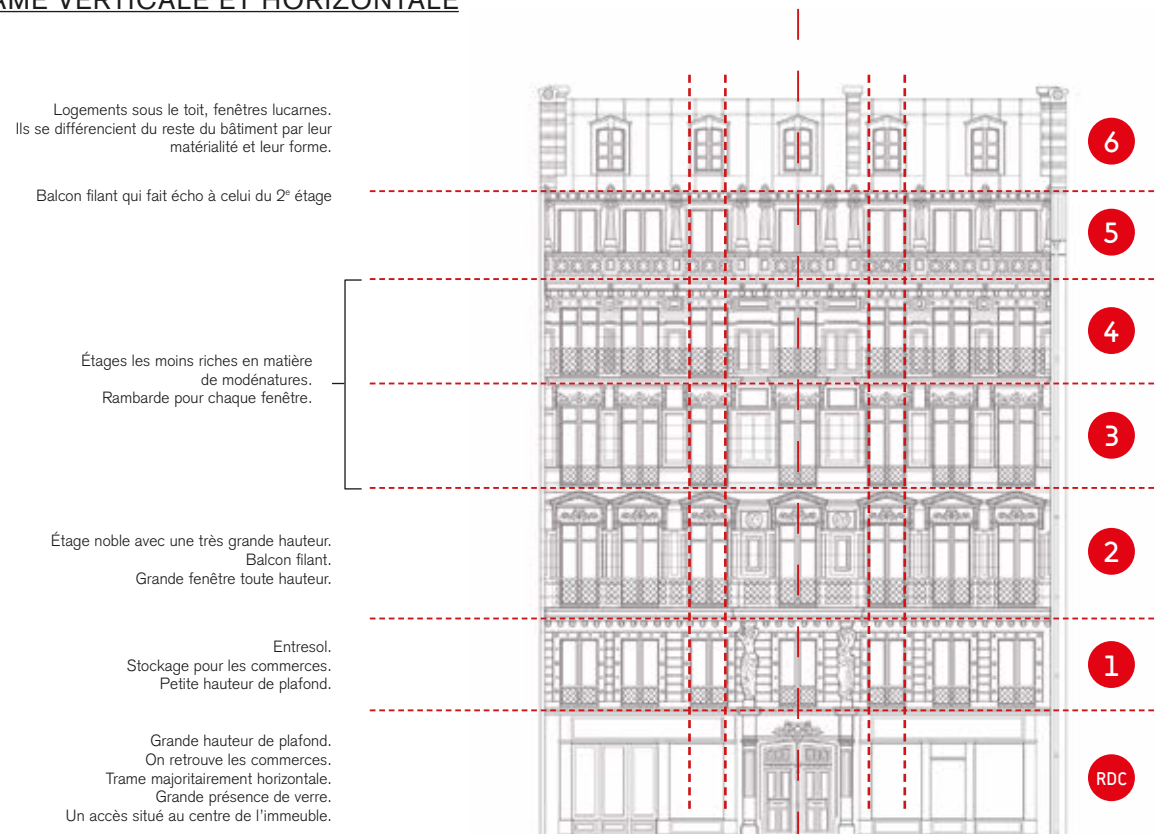 AME VERTICALE ET HORIZONTALE
Logements sous le toit, fenêtres lucarnes.
Ils se différencient du reste du bâtiment par leur
matérialité et leur forme.
6
Balcon filant qui fait écho à celui du 2e étage
5
4
Étages les moins riches en matière
de modénatures.
Rambarde pour chaque fenêtre.
3
Étage noble avec une très grande hauteur.
Balcon filant.
Grande fenêtre toute hauteur.
2
Entresol.
Stockage pour les commerces.
Petite hauteur de plafond.
1
Grande hauteur de plafond.
On retrouve les commerces.
Trame majoritairement horizontale.
Grande présence de verre.
Un accès situé au centre de l'immeuble.
RDC